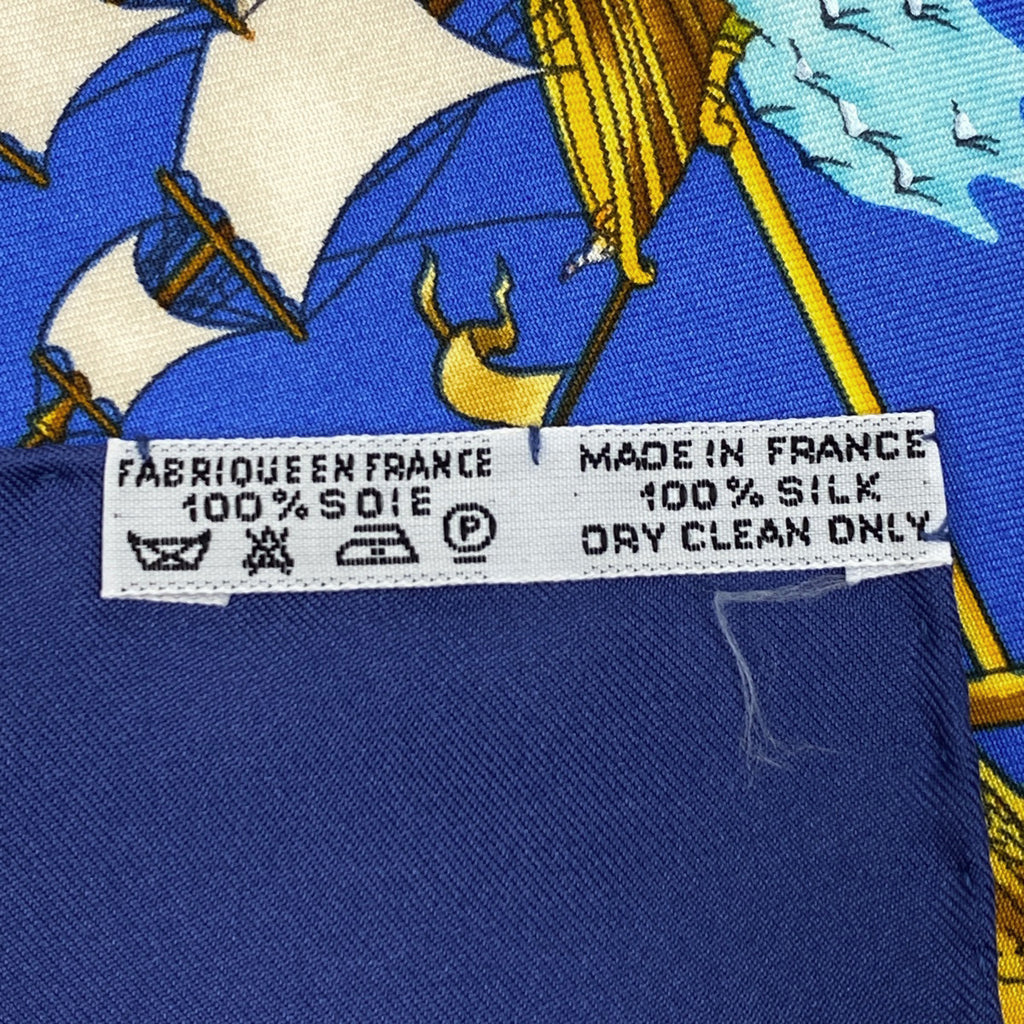 FABRIQUE EN FRANCE
100% SOIE
P
MADE IN FRANCE
100% SILK
DRY CLEAN ONLY